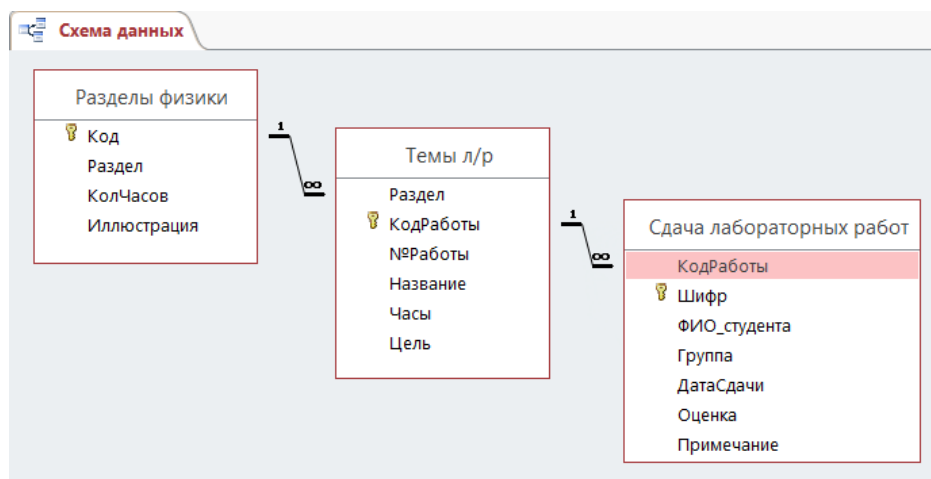 Схема данных
Разделы физики
Код
Раздел
КолЧасов
Иллюстрация
1
∞
Темы л/р
Раздел
КодРаботы
№Работы
Название
Часы
Цель
1
∞
Сдача лабораторных работ
КодРаботы
Шифр
ФИО_студента
Группа
ДатаСдачи
Оценка
Примечание